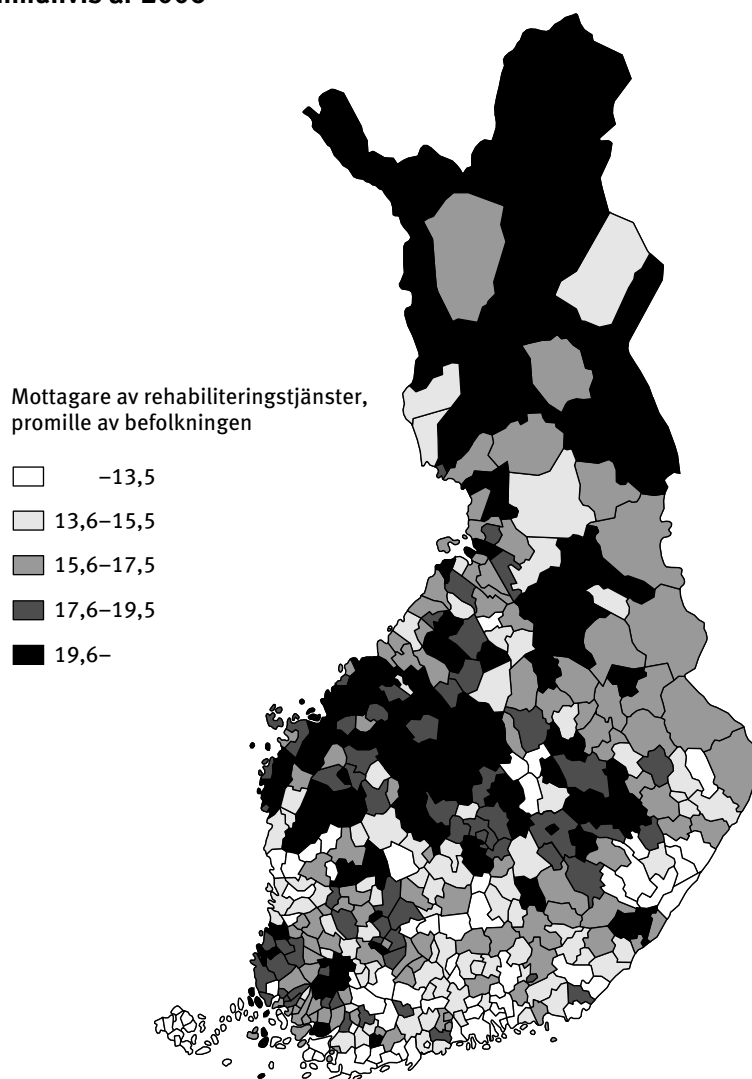 Mottagare av rehabiliteringstjänster,
promille av befolkningen
–13,5
13,6–15,5
15,6–17,5
17,6–19,5
19,6–